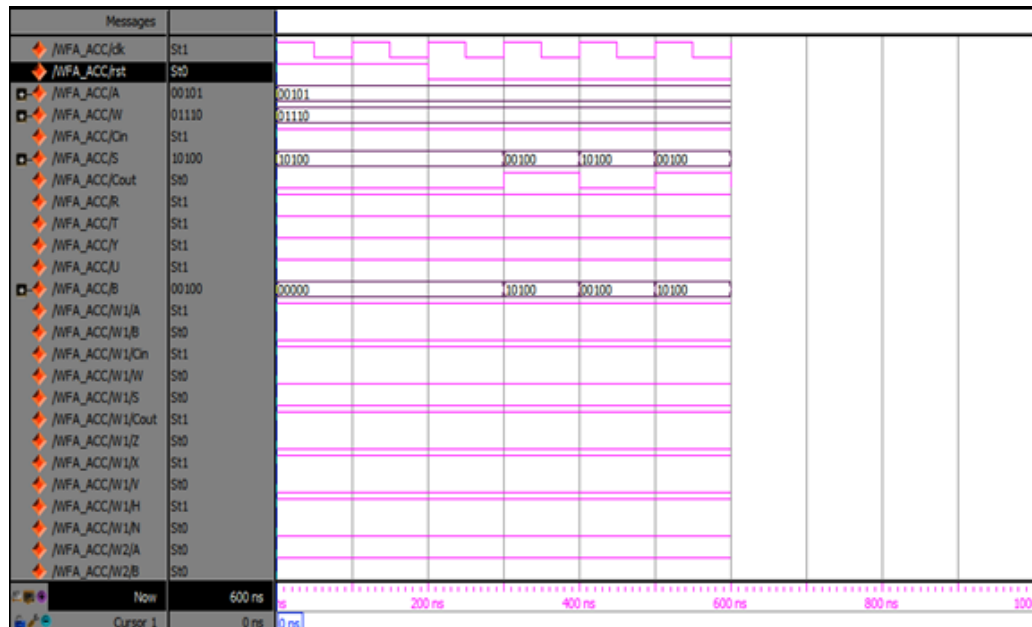 Messages
/WFA_ACC/clk St1
/WFA_ACC/rst St0
/WFA_ACC/A 00101 00101
/WFA_ACC/W 01110 01110
/WFA_ACC/Cin St1
/WFA_ACC/S 10100 10100 00100 10100 00100
/WFA_ACC/Cout St0
/WFA_ACC/R St1
/WFA_ACC/T St1
/WFA_ACC/Y St1
/WFA_ACC/U St1
/WFA_ACC/B 00100 00000 10100 00100 10100
/WFA_ACC/W1/A St1
/WFA_ACC/W1/B St0
/WFA_ACC/W1/Cin St1
/WFA_ACC/W1/W St0
/WFA_ACC/W1/S St0
/WFA_ACC/W1/Cout St1
/WFA_ACC/W1/Z St0
/WFA_ACC/W1/X St1
/WFA_ACC/W1/V St0
/WFA_ACC/W1/H St1
/WFA_ACC/W1/N St0
/WFA_ACC/W2/A St0
/WFA_ACC/W2/B St0
Now 600 ns ns 200 ns 400 ns 600 ns 800 ns 100
Cursor 1 0 ns 0 ns